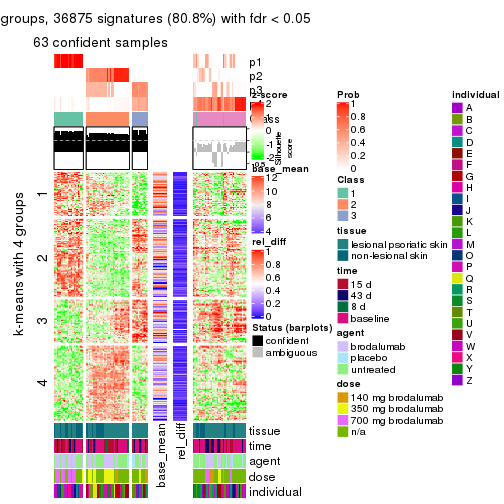 groups, 36875 signatures (80.8%) with fdr < 0.05
63 confident samples
p1
p2
p3
z-score
2
1
0
-1
-2
Silhouette
score
base_mean
12
10
8
6
4
rel_diff
1
0.8
0.6
0.4
0.2
0
Status (barplots)
confident
ambiguous
k-means with 4 groups
1
2
3
4
base_mean
rel_diff
tissue
time
agent
dose
individual
Prob
1
0.8
0.6
0.4
0.2
0
Class
1
2
3
tissue
lesional psoriatic skin
non-lesional skin
time
15 d
43 d
8 d
baseline
agent
brodalumab
placebo
untreated
dose
140 mg brodalumab
350 mg brodalumab
700 mg brodalumab
n/a
individual
A
B
C
D
E
F
G
H
I
J
K
L
M
O
P
Q
R
S
T
U
V
W
X
Y
Z